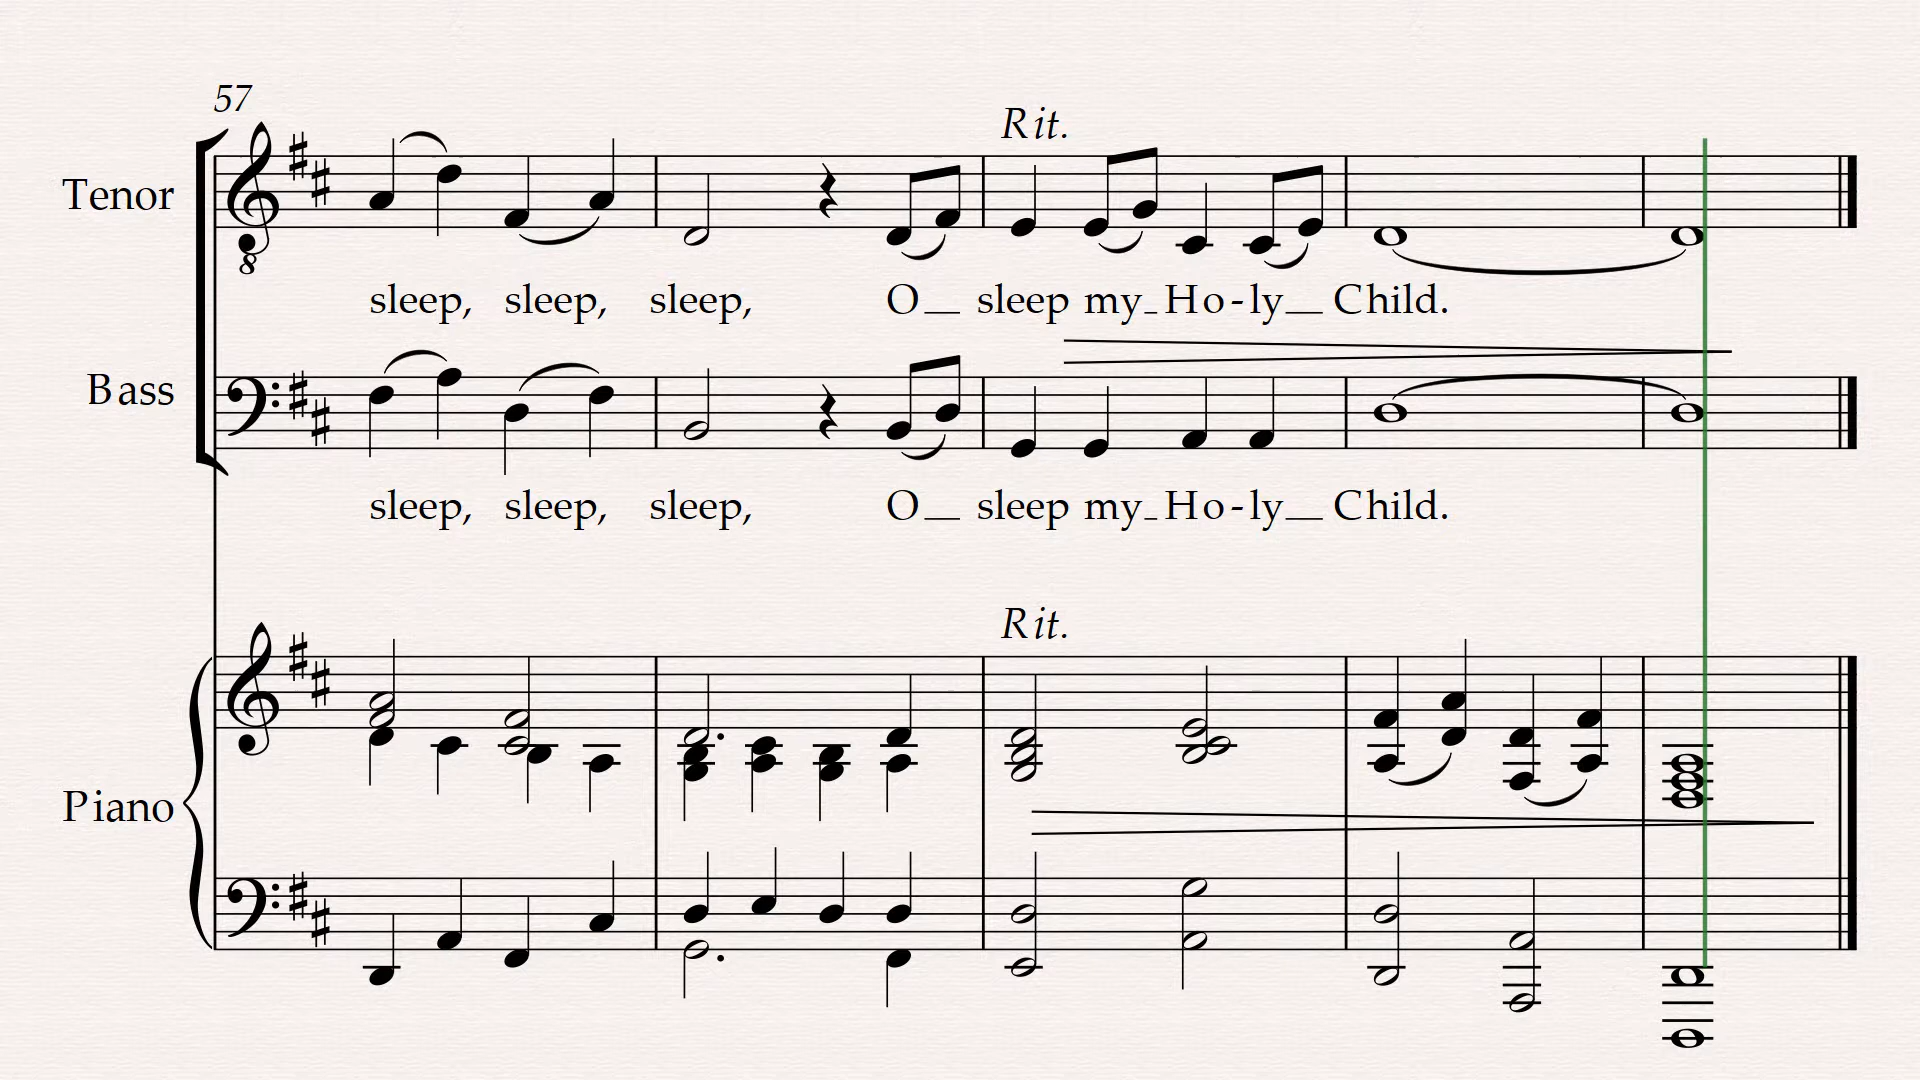 57
Rit.
Tenor
8
sleep, sleep, sleep, O sleep my Ho-ly Child.
Bass
sleep, sleep, sleep, O sleep my Ho-ly Child.
Rit.
Piano